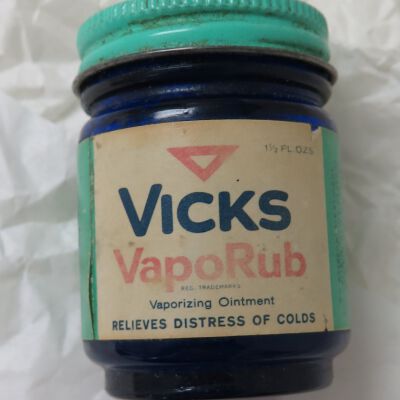 1½ FL. OZS
VICKS
VapoRub
REG. TRADEMARKS
Vaporizing Ointment
RELIEVES DISTRESS OF COLDS